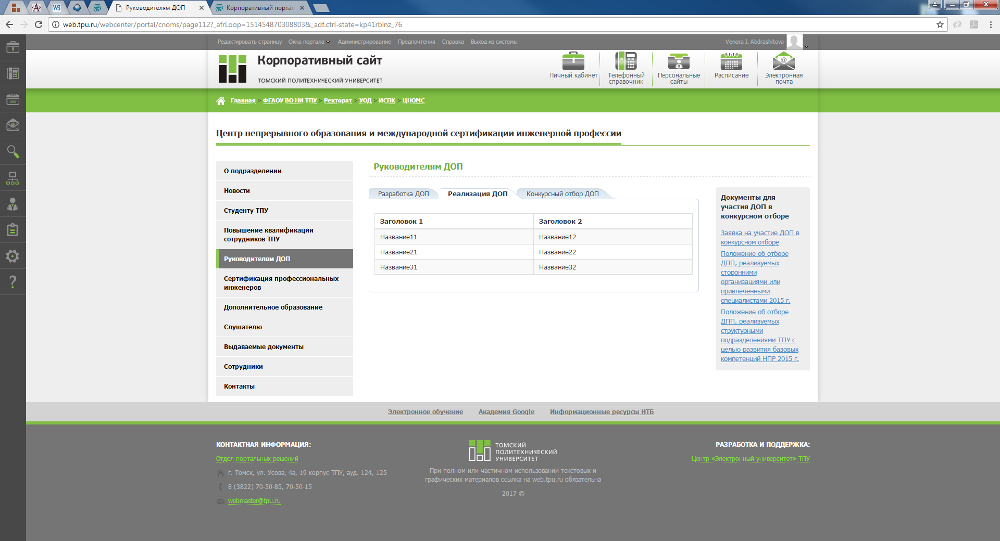 Руководителям ДОП
Корпоративный портал
web.tpu.ru/webcenter/portal/cnoms/page112?_afrLoop=151454870308803&_adf.ctrl-state=kp41rblnz_76
Редактировать страницу Окна портала Администрирование Предпочтения Справка Выход из системы
Venera I. Abdrashitova
Корпоративный сайт
ТОМСКИЙ ПОЛИТЕХНИЧЕСКИЙ УНИВЕРСИТЕТ
Личный кабинет
Телефонный
справочник
Персональные
сайты
Расписание
Электронная
почта
Главная > ФГАОУ ВО НИ ТПУ > Ректорат > УОД > ИСПК > ЦНОМС
Центр непрерывного образования и международной сертификации инженерной профессии
О подразделении
Новости
Студенту ТПУ
Повышение квалификации
сотрудников ТПУ
Руководителям ДОП
Сертификация профессиональных
инженеров
Дополнительное образование
Слушателю
Выдаваемые документы
Сотрудники
Контакты
Руководителям ДОП
Разработка ДОП Реализация ДОП Конкурсный отбор ДОП
Заголовок 1 Заголовок 2
Название11 Название12
Название21 Название22
Название31 Название32
Документы для
участия ДОП в
конкурсном отборе
Заявка на участие ДОП в
конкурсном отборе
Положение об отборе
ДПП, реализуемых
сторонними
организациями или
привлеченными
специалистами 2015 г.
Положение об отборе
ДПП, реализуемых
структурными
подразделениями ТПУ с
целью развития базовых
компетенций НПР 2015 г.
Электронное обучение Академия Google Информационные ресурсы НТБ
КОНТАКТНАЯ ИНФОРМАЦИЯ:
Отдел портальных решений
г. Томск, ул. Усова, 4а, 19 корпус ТПУ, ауд. 124, 125
8 (3822) 70-50-85, 70-50-15
webmaster@tpu.ru
ТОМСКИЙ
ПОЛИТЕХНИЧЕСКИЙ
УНИВЕРСИТЕТ
При полном или частичном использовании текстовых и
графических материалов ссылка на web.tpu.ru обязательна
2017 ©
РАЗРАБОТКА И ПОДДЕРЖКА:
Центр «Электронный университет» ТПУ